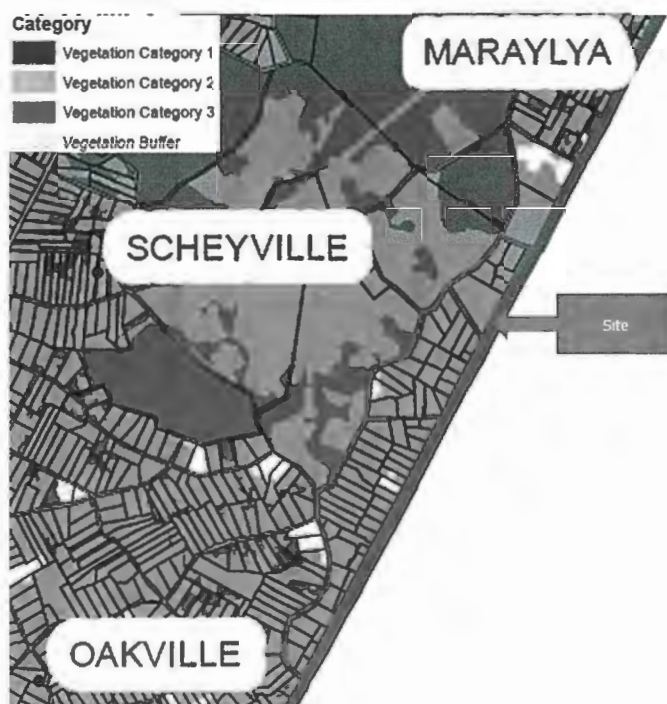 Category
Vegetation Category 1
Vegetation Category 2
Vegetation Category 3
Vegetation Buffer
MARAYLYA
SCHEYVILLE
Site
OAKVILLE